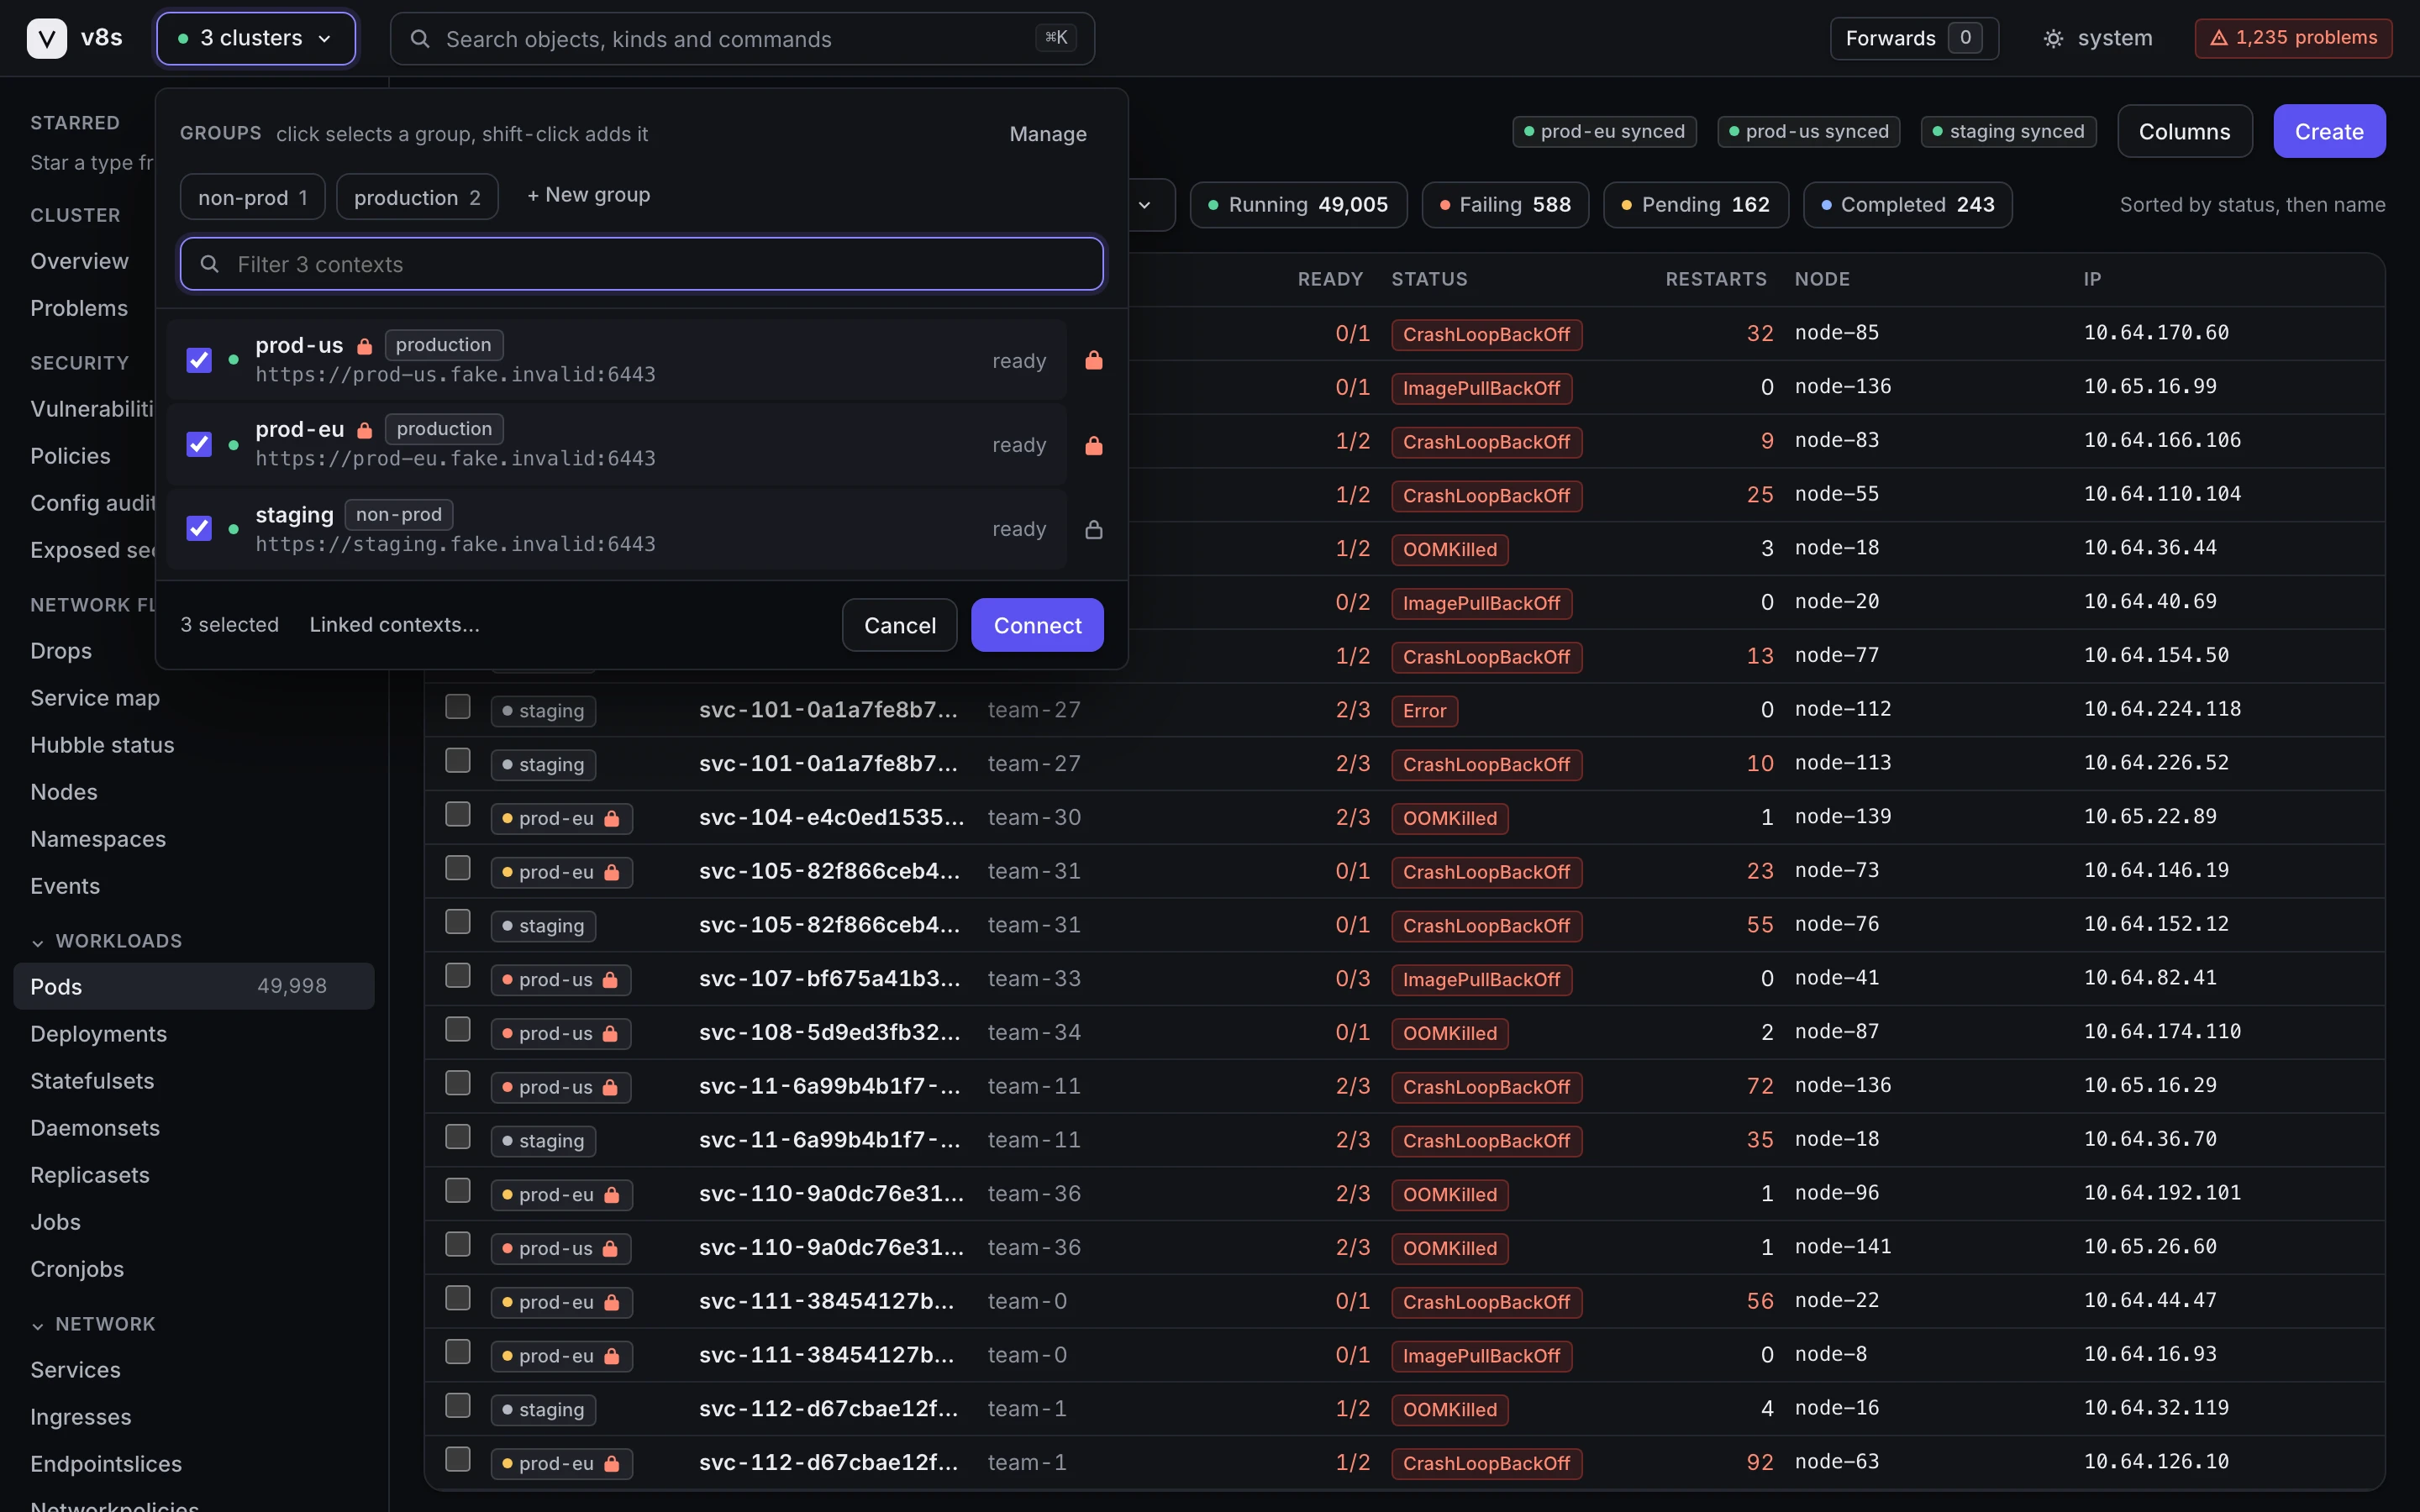 v8s
3 clusters
Search objects, kinds and commands
⌘K
Forwards 0
system
1,235 problems
STARRED
Star a type fr
CLUSTER
Overview
Problems
SECURITY
Vulnerabiliti
Policies
Config audit
Exposed sec
NETWORK FL
Drops
Service map
Hubble status
Nodes
Namespaces
Events
WORKLOADS
Pods 49,998
Deployments
Statefulsets
Daemonsets
Replicasets
Jobs
Cronjobs
NETWORK
Services
Ingresses
Endpointslices
Networkpolicies
GROUPS click selects a group, shift-click adds it Manage
non-prod 1 production 2 + New group
Filter 3 contexts
prod-us production
https://prod-us.fake.invalid:6443
ready
prod-eu production
https://prod-eu.fake.invalid:6443
ready
staging non-prod
https://staging.fake.invalid:6443
ready
3 selected Linked contexts... Cancel Connect
prod-eu synced prod-us synced staging synced Columns Create
Running 49,005 Failing 588 Pending 162 Completed 243 Sorted by status, then name
READY STATUS RESTARTS NODE IP
0/1 CrashLoopBackOff 32 node-85 10.64.170.60
0/1 ImagePullBackOff 0 node-136 10.65.16.99
1/2 CrashLoopBackOff 9 node-83 10.64.166.106
1/2 CrashLoopBackOff 25 node-55 10.64.110.104
1/2 OOMKilled 3 node-18 10.64.36.44
0/2 ImagePullBackOff 0 node-20 10.64.40.69
1/2 CrashLoopBackOff 13 node-77 10.64.154.50
staging svc-101-0a1a7fe8b7... team-27 2/3 Error 0 node-112 10.64.224.118
staging svc-101-0a1a7fe8b7... team-27 2/3 CrashLoopBackOff 10 node-113 10.64.226.52
prod-eu svc-104-e4c0ed1535... team-30 2/3 OOMKilled 1 node-139 10.65.22.89
prod-eu svc-105-82f866ceb4... team-31 0/1 CrashLoopBackOff 23 node-73 10.64.146.19
staging svc-105-82f866ceb4... team-31 0/1 CrashLoopBackOff 55 node-76 10.64.152.12
prod-us svc-107-bf675a41b3... team-33 0/3 ImagePullBackOff 0 node-41 10.64.82.41
prod-us svc-108-5d9ed3fb32... team-34 0/1 OOMKilled 2 node-87 10.64.174.110
prod-us svc-11-6a99b4b1f7-... team-11 2/3 CrashLoopBackOff 72 node-136 10.65.16.29
staging svc-11-6a99b4b1f7-... team-11 2/3 CrashLoopBackOff 35 node-18 10.64.36.70
prod-eu svc-110-9a0dc76e31... team-36 2/3 OOMKilled 1 node-96 10.64.192.101
prod-us svc-110-9a0dc76e31... team-36 2/3 OOMKilled 1 node-141 10.65.26.60
prod-eu svc-111-38454127b... team-0 0/1 CrashLoopBackOff 56 node-22 10.64.44.47
prod-eu svc-111-38454127b... team-0 0/1 ImagePullBackOff 0 node-8 10.64.16.93
staging svc-112-d67cbae12f... team-1 1/2 OOMKilled 4 node-16 10.64.32.119
prod-eu svc-112-d67cbae12f... team-1 1/2 CrashLoopBackOff 92 node-63 10.64.126.10